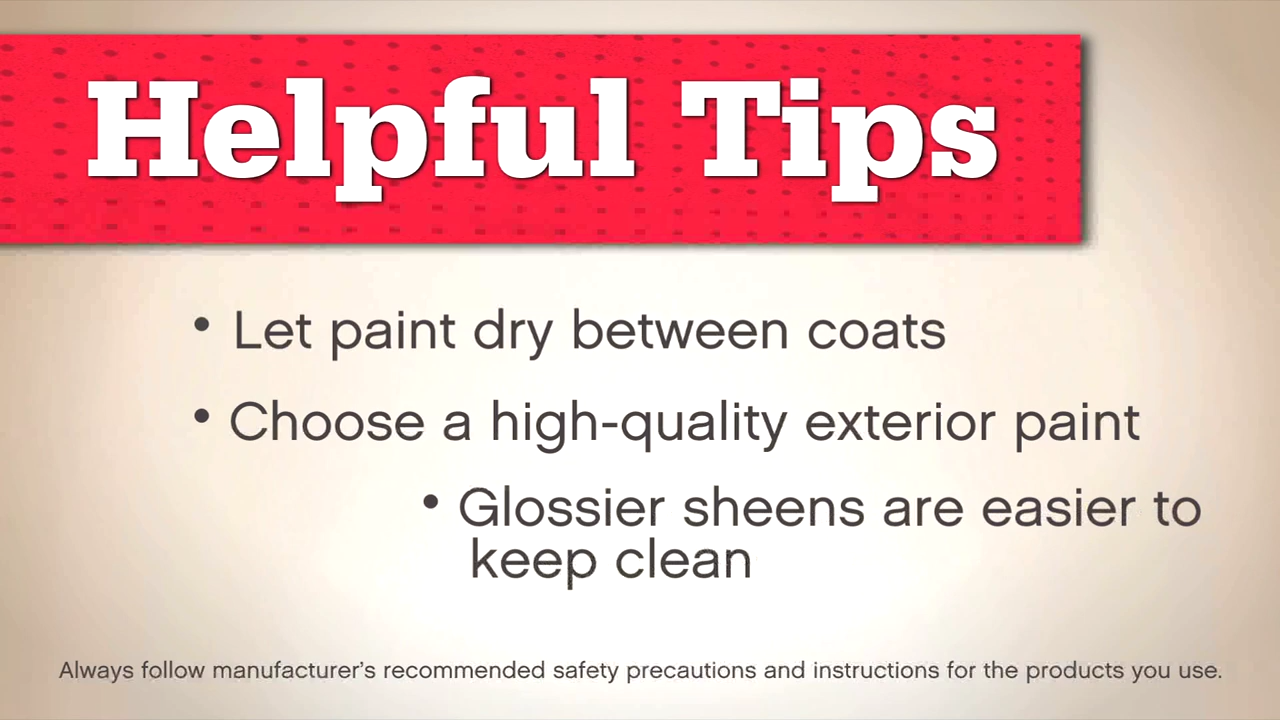 Helpful Tips
• Let paint dry between coats
• Choose a high-quality exterior paint
• Glossier sheens are easier to
keep clean
Always follow manufacturer’s recommended safety precautions and instructions for the products you use.